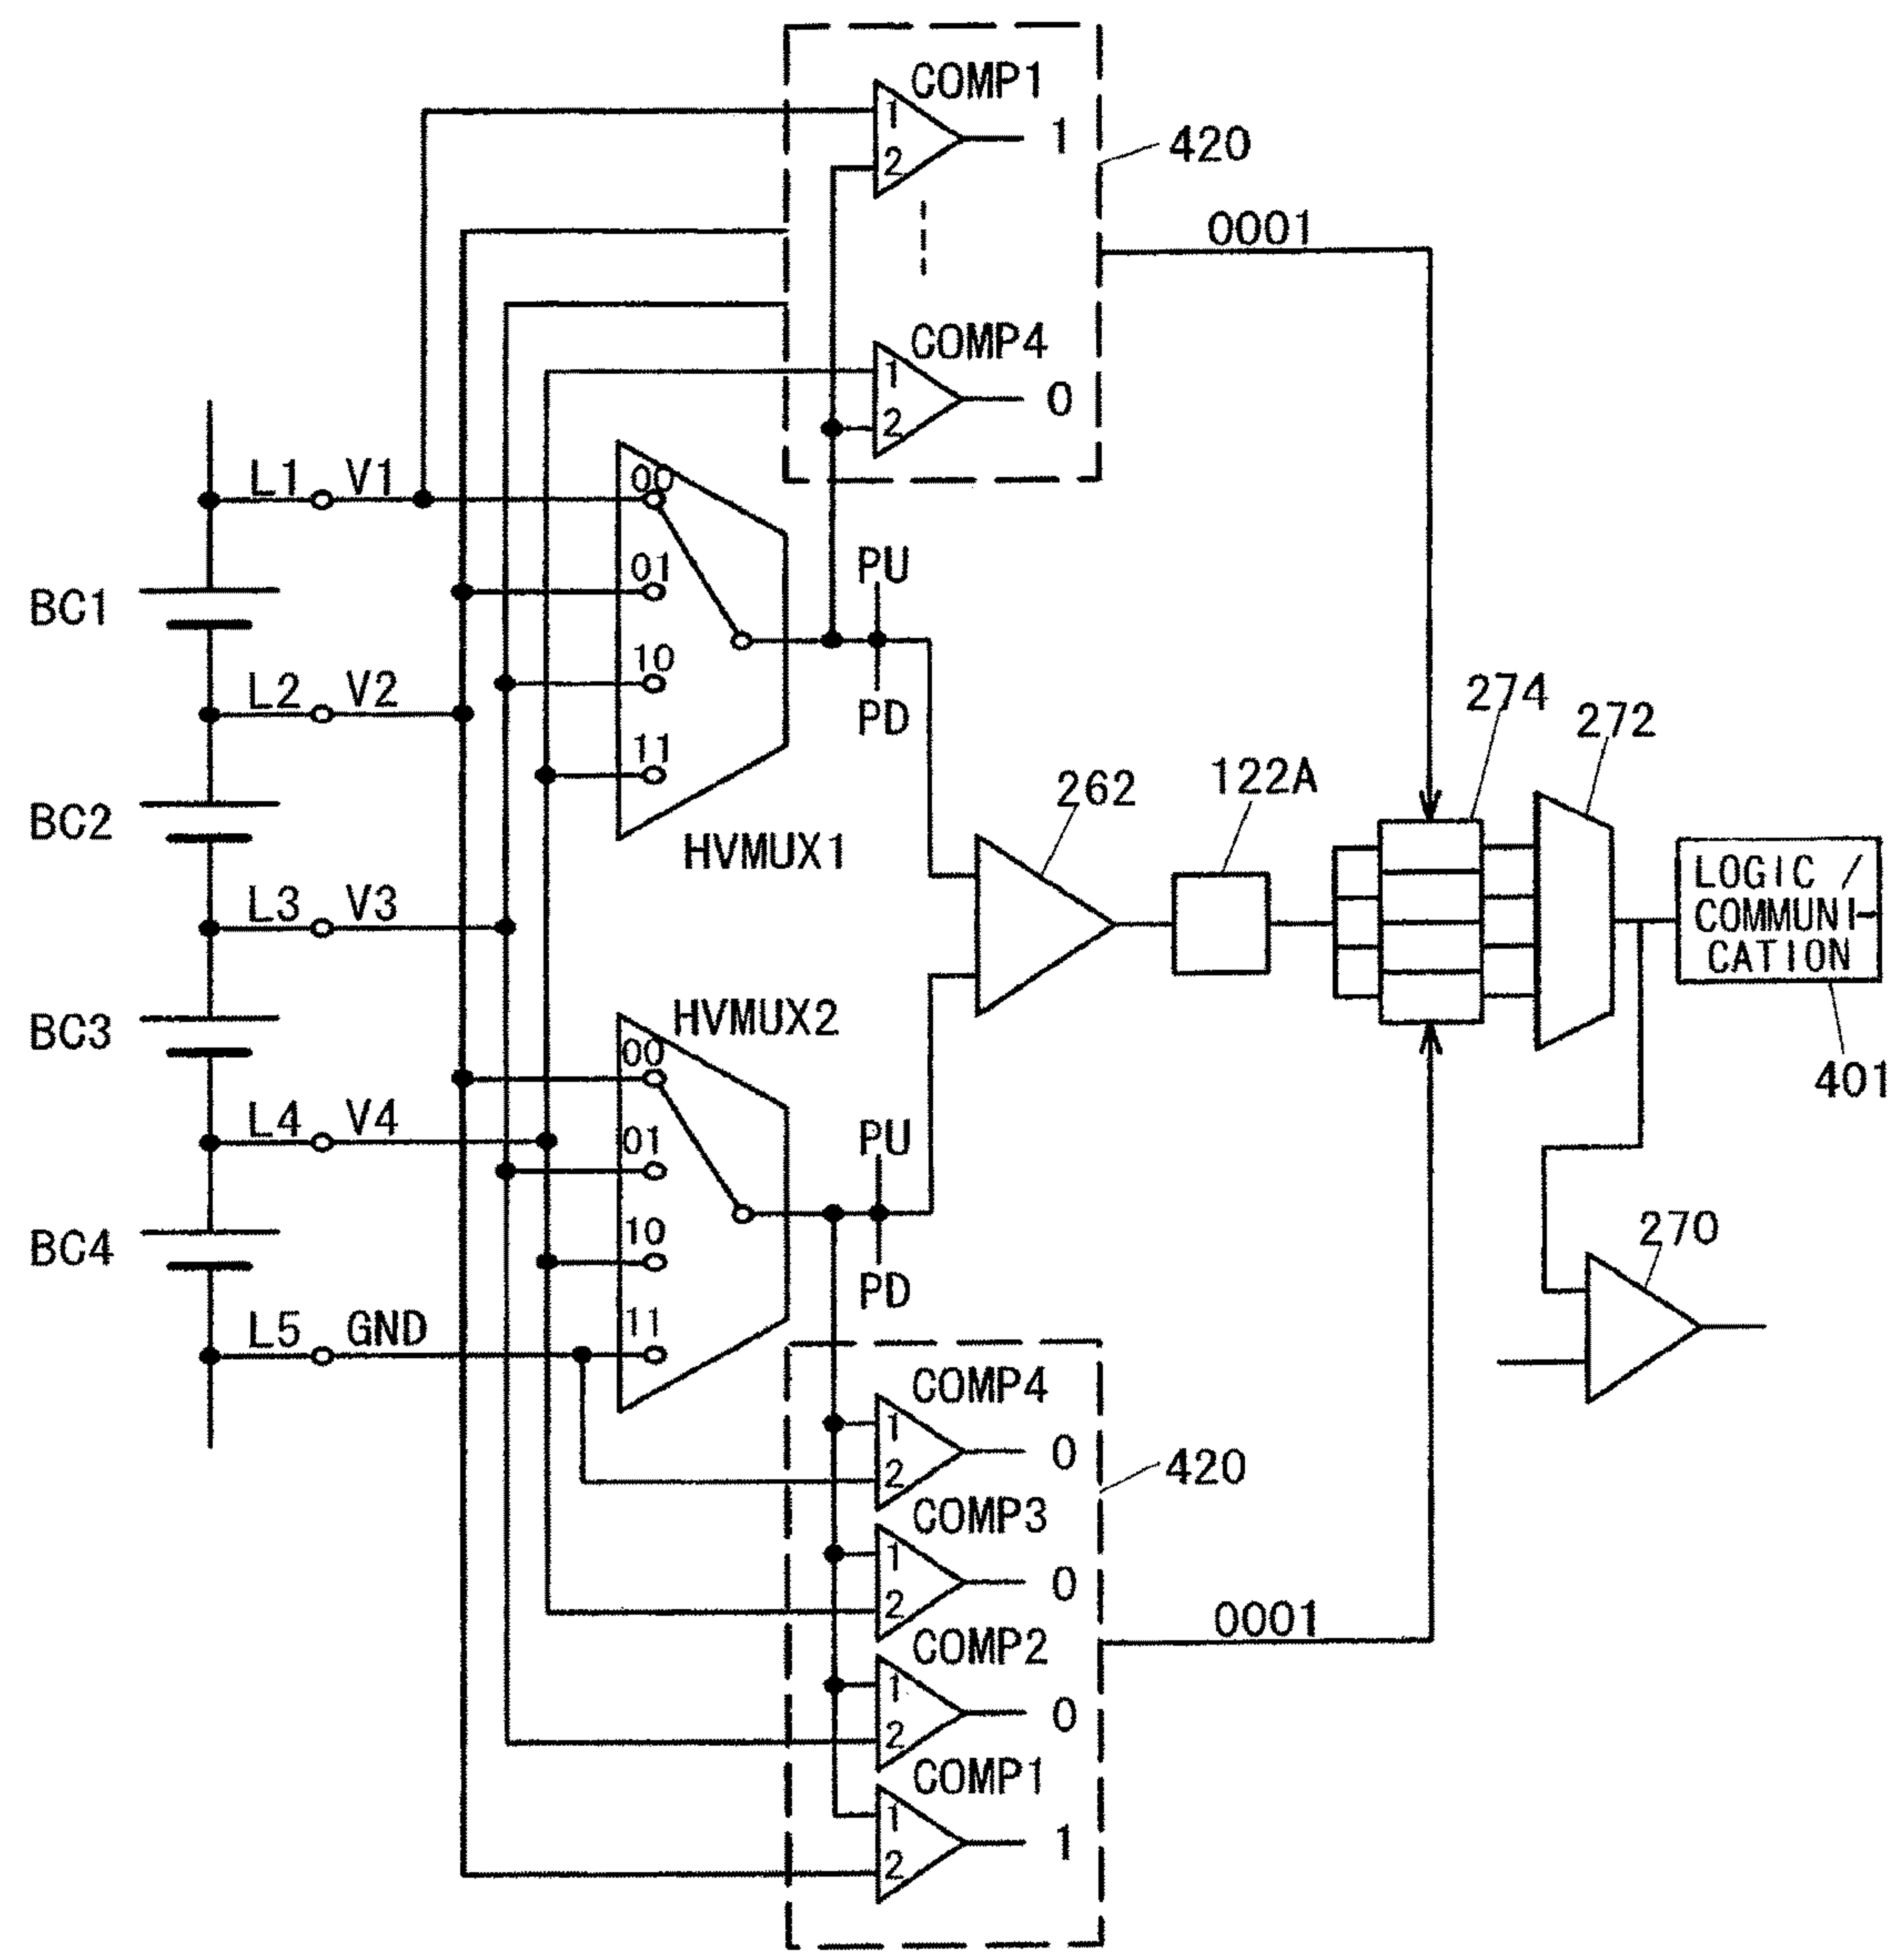 COMP1
1
1
2
420
0001
COMP4
1
0
2
L1 V1
00
01
PU
BC1
10
PD
L2 V2
11
274
272
262
122A
BC2
HVMUX1
LOGIC /
COMMUNI-
CATION
L3 V3
HVMUX2
BC3
00
401
L4 V4
01
PU
10
270
BC4
PD
L5 GND
11
COMP4
1
0
2
420
COMP3
1
0
2
0001
COMP2
1
0
2
COMP1
1
1
2